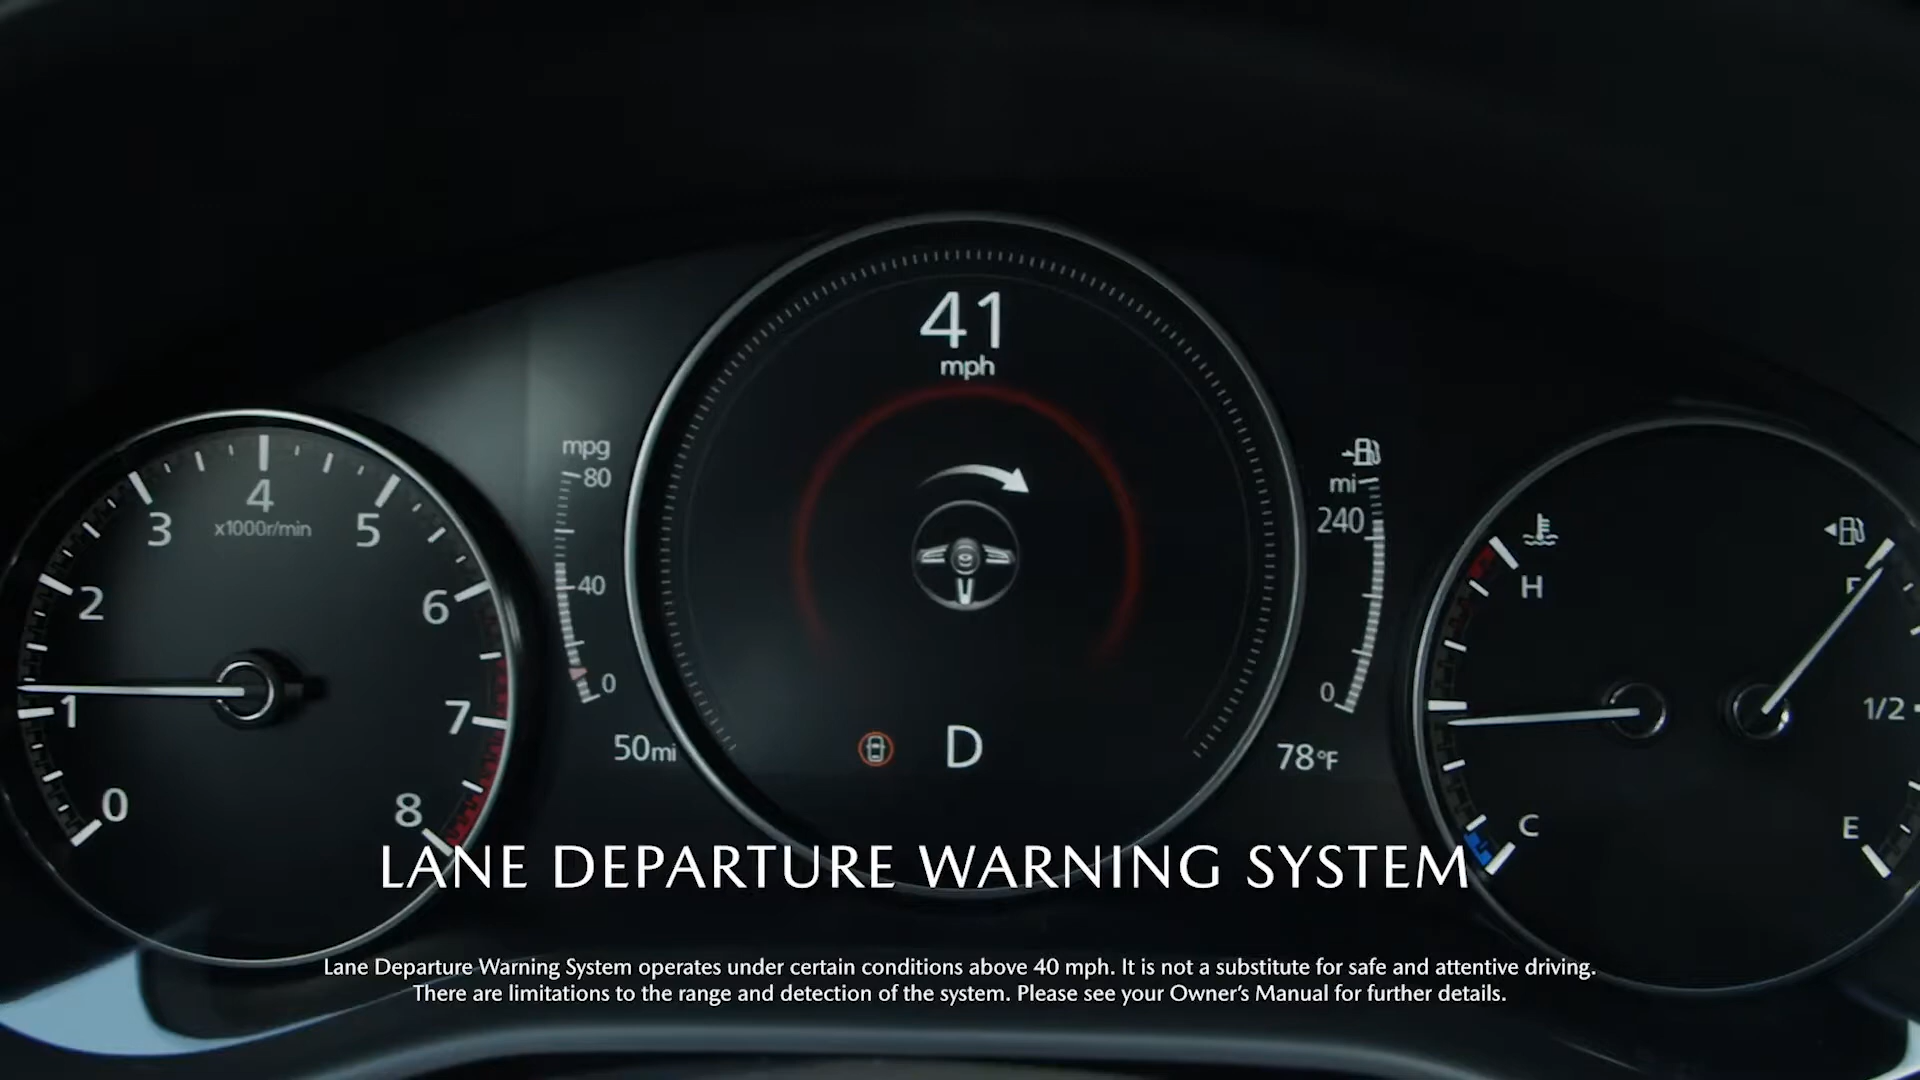 41
mph
mpg
80
40
0
50mi
4
x1000r/min
3
5
2
6
1
7
0
8
D
mi
240
0
78°F
H
C
F
1/2
E
LANE DEPARTURE WARNING SYSTEM
Lane Departure Warning System operates under certain conditions above 40 mph. It is not a substitute for safe and attentive driving.
There are limitations to the range and detection of the system. Please see your Owner's Manual for further details.